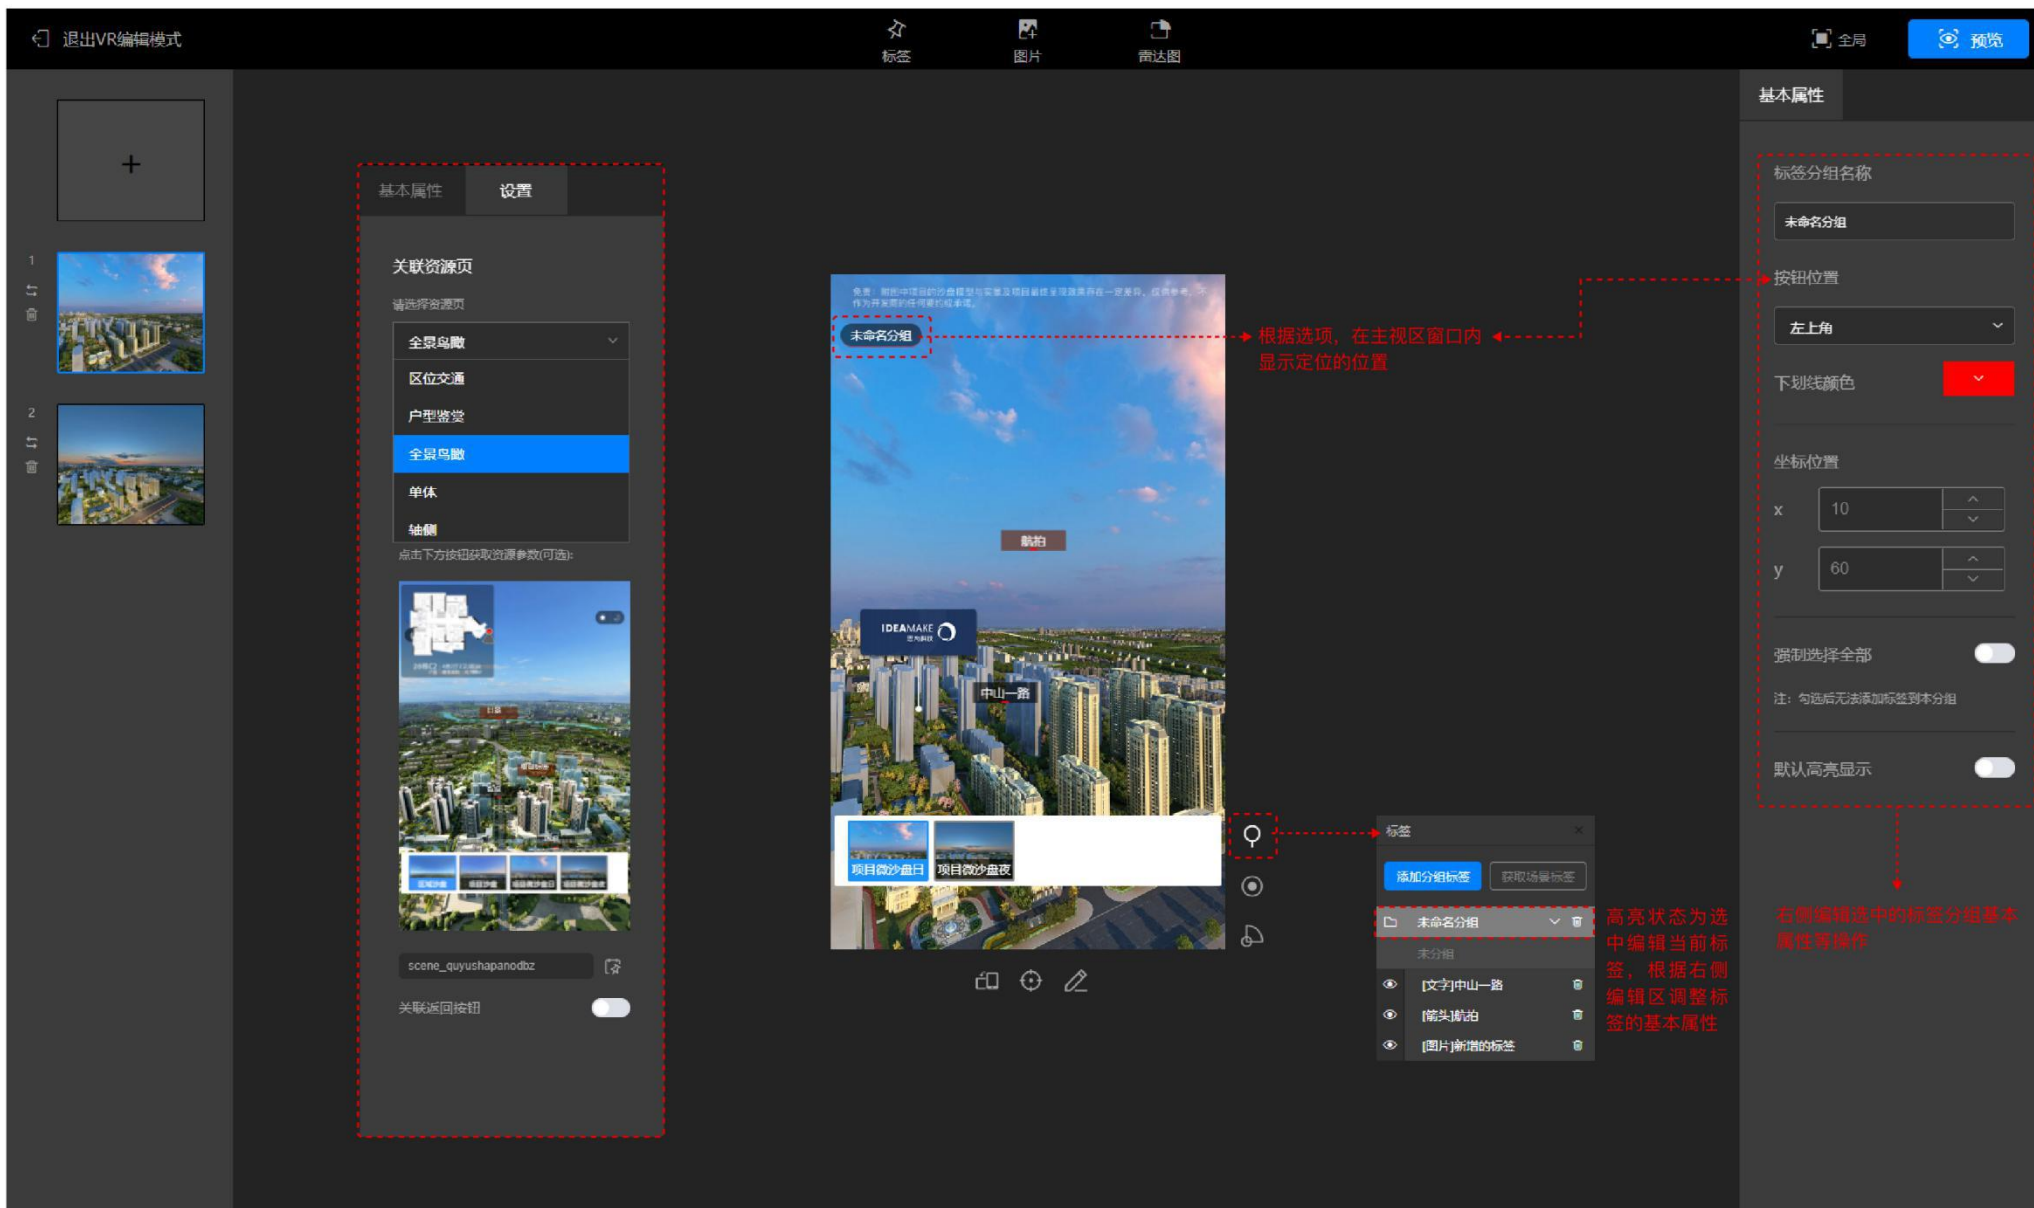 退出VR编辑模式
标签
图片
雷达图
全局
预览
1
2
基本属性
设置
关联资源页
请选择资源页
全景鸟瞰
区位交通
户型鉴赏
全景鸟瞰
单体
轴侧
点击下方按钮获取资源参数(可选):
scene_quyushapanodbz
关联返回按钮
未命名分组
航拍
IDEAMAKE
中山一路
项目微沙盘日
项目微沙盘夜
根据选项，在主视区窗口内
显示定位的位置
标签
添加分组标签
获取场景标签
未命名分组
未分组
[文字]中山一路
[箭头]航拍
[图片]新增的标签
高亮状态为选
中编辑当前标
签，根据右侧
编辑区调整标
签的基本属性
基本属性
标签分组名称
未命名分组
按钮位置
左上角
下划线颜色
坐标位置
x
10
y
60
强制选择全部
注：勾选后无法添加标签到本分组
默认高亮显示
右侧编辑选中的标签分组基本
属性等操作